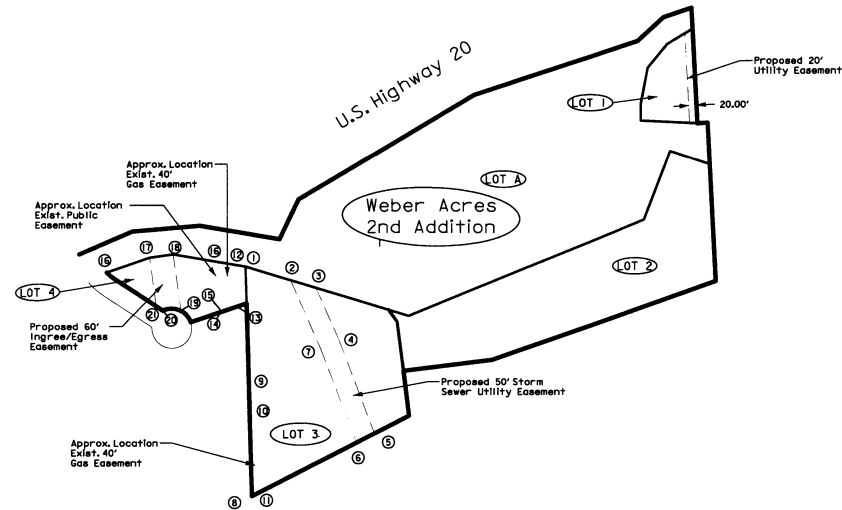 U.S. Highway 20
Proposed 20'
Utility Easement
LOT 1
20.00'
Approx. Location
Exist. 40'
Gas Easement
LOT A
Approx. Location
Exist. Public
Easement
Weber Acres
2nd Addition
16
17
18
16
12
1
2
3
LOT 2
LOT 4
15
19
13
21
20
14
Proposed 60'
Ingree/Egress
Easement
7
4
9
Proposed 50' Storm
Sewer Utility Easement
10
LOT 3
5
Approx. Location
Exist. 40'
Gas Easement
6
8
11